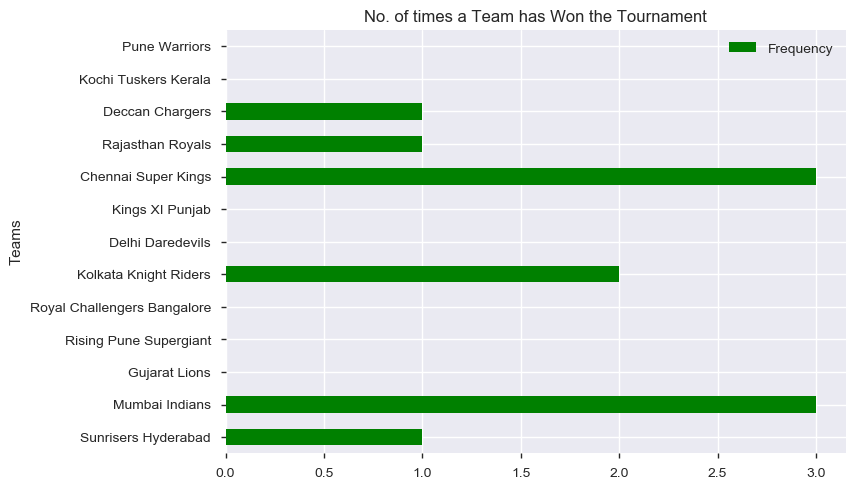 No. of times a Team has Won the Tournament
Frequency
Pune Warriors
Kochi Tuskers Kerala
Deccan Chargers
Rajasthan Royals
Chennai Super Kings
Kings XI Punjab
Delhi Daredevils
Kolkata Knight Riders
Royal Challengers Bangalore
Rising Pune Supergiant
Gujarat Lions
Mumbai Indians
Sunrisers Hyderabad
Teams
0.0 0.5 1.0 1.5 2.0 2.5 3.0